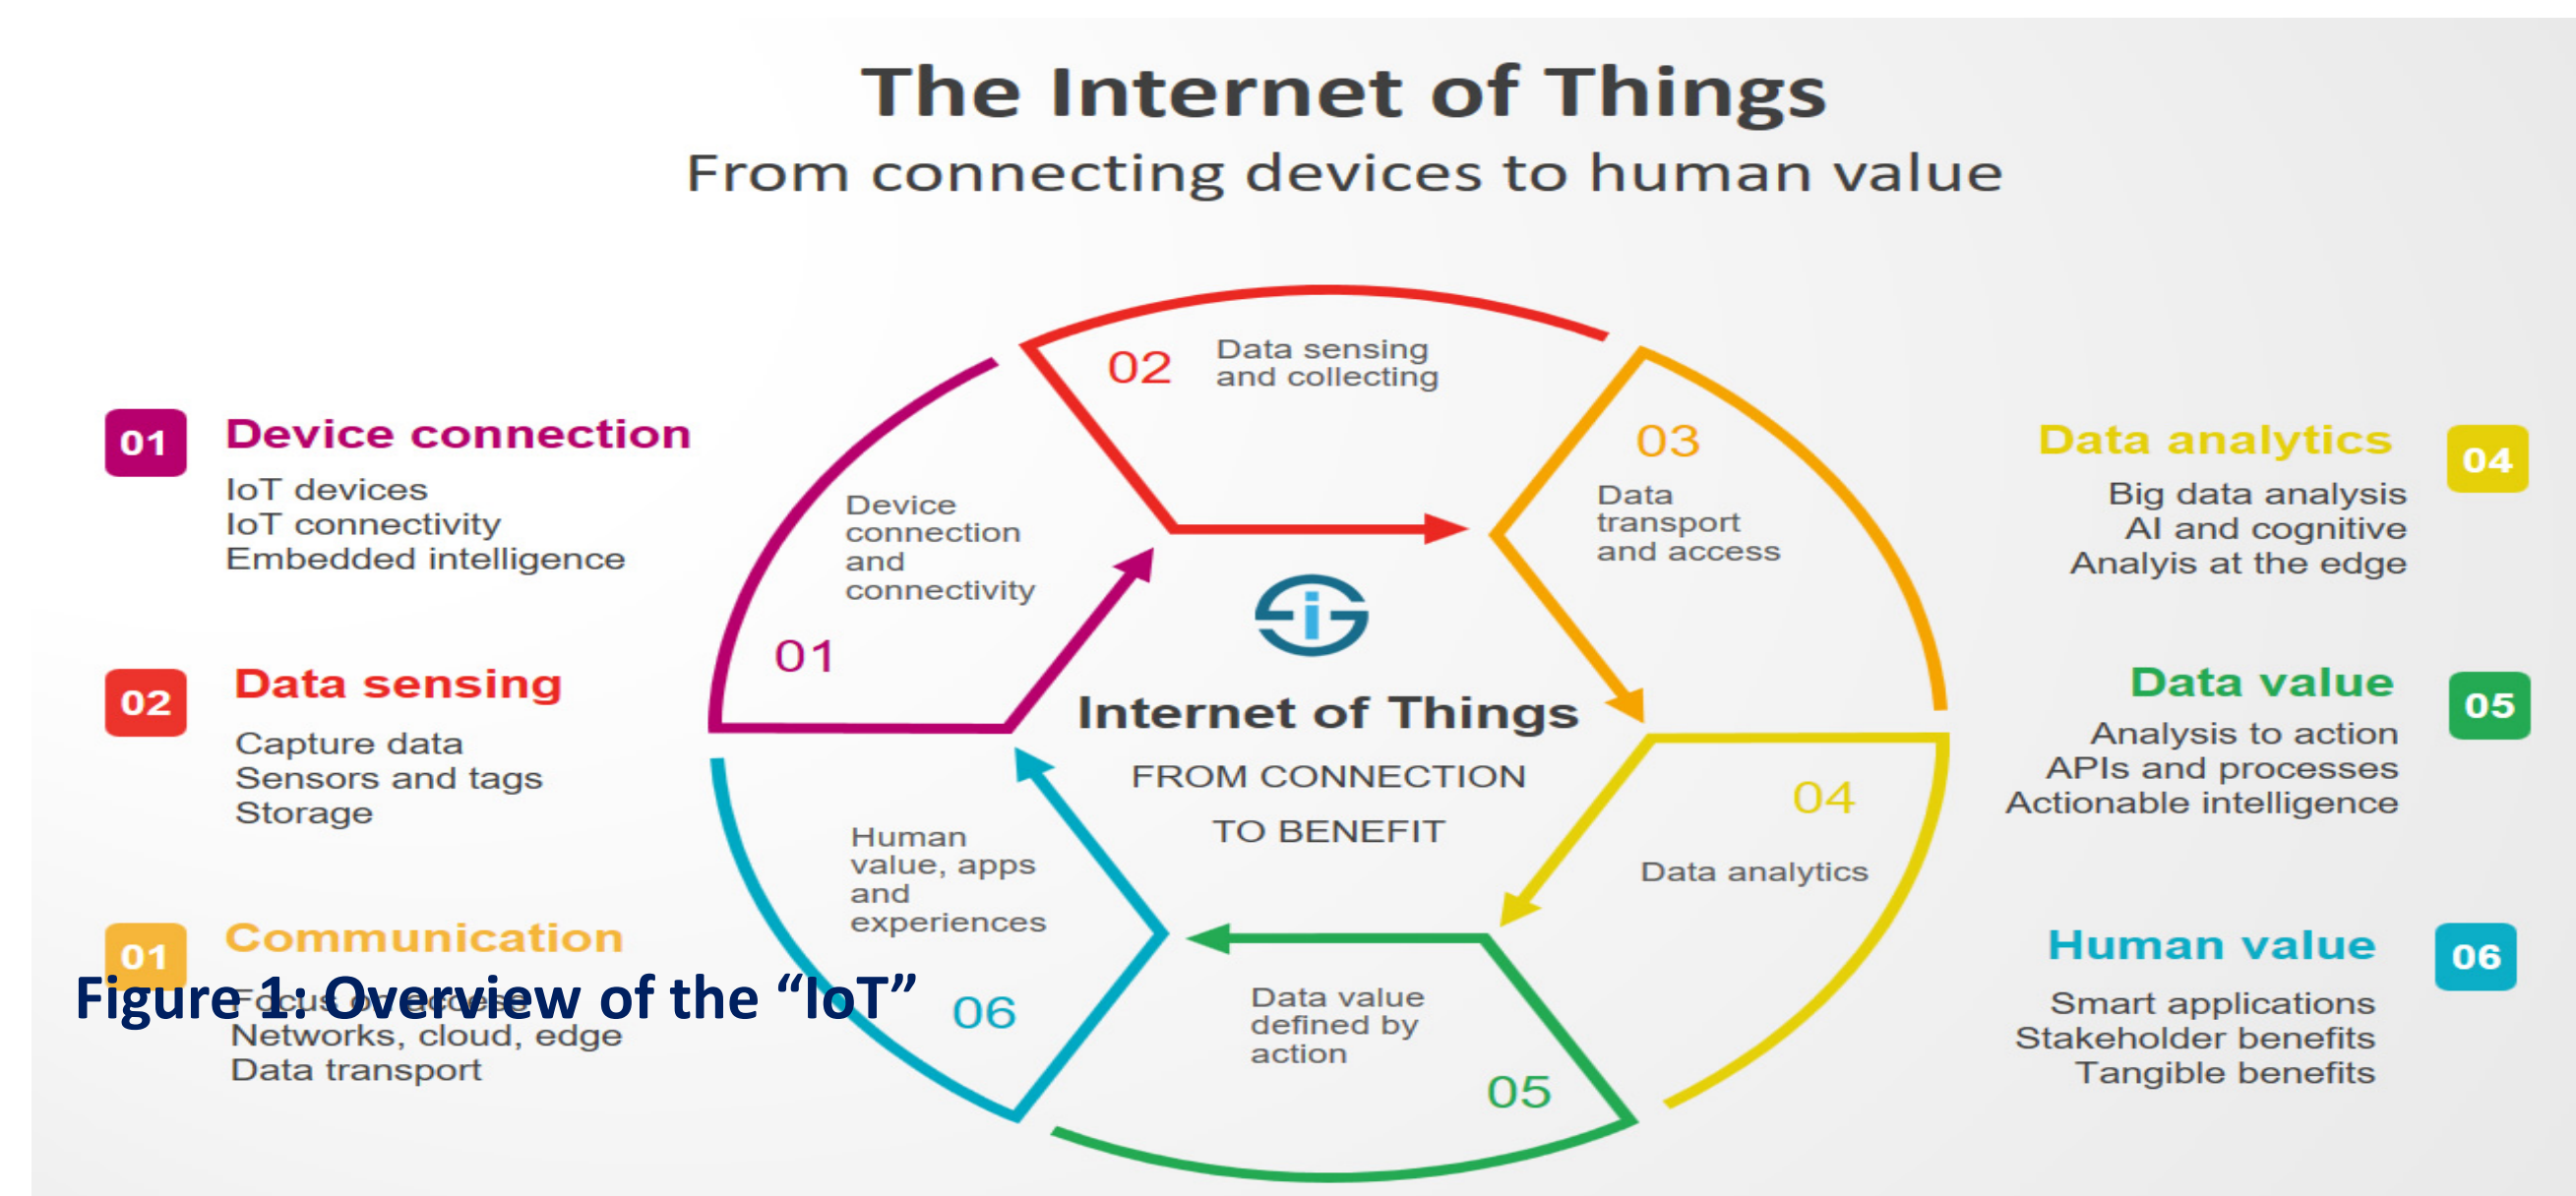 The Internet of Things
From connecting devices to human value
01
Device connection
IoT devices
IoT connectivity
Embedded intelligence
02
Data sensing
Capture data
Sensors and tags
Storage
01
Communication
Focus on access
Figure 1: Overview of the “IoT”
Networks, cloud, edge
Data transport
01
Device
connection
and
connectivity
02
Data sensing
and collecting
03
Data
transport
and access
04
Data analytics
Data value
defined by
action
05
Human
value, apps
and
experiences
06
Internet of Things
FROM CONNECTION
TO BENEFIT
Data analytics
04
Big data analysis
AI and cognitive
Analyis at the edge
Data value
05
Analysis to action
APIs and processes
Actionable intelligence
Human value
06
Smart applications
Stakeholder benefits
Tangible benefits